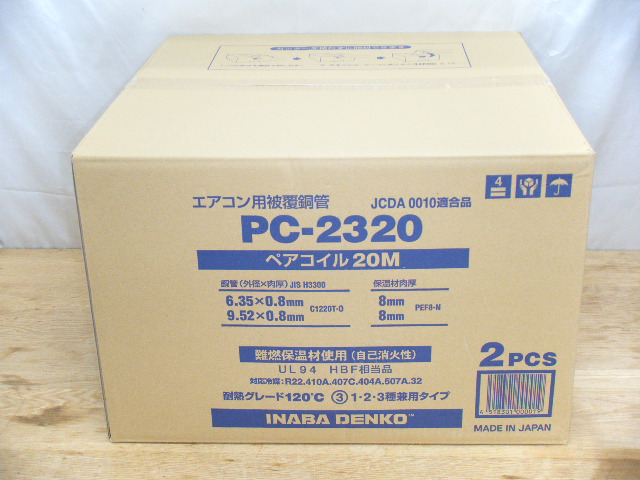 4
エアコン用被覆銅管
JCDA 0010適合品
PC-2320
ペアコイル 20M
銅管 (外径×肉厚) JIS H3300
保温材肉厚
6.35×0.8mm
9.52×0.8mm
C1220T-O
8mm
8mm
PEF8-N
難燃保温材使用 (自己消火性)
UL94 HBF相当品
対応冷媒:R22.410A.407C.404A.507A.32
耐熱グレード120℃ ③1・2・3種兼用タイプ
INABA DENKO™
2PCS
MADE IN JAPAN